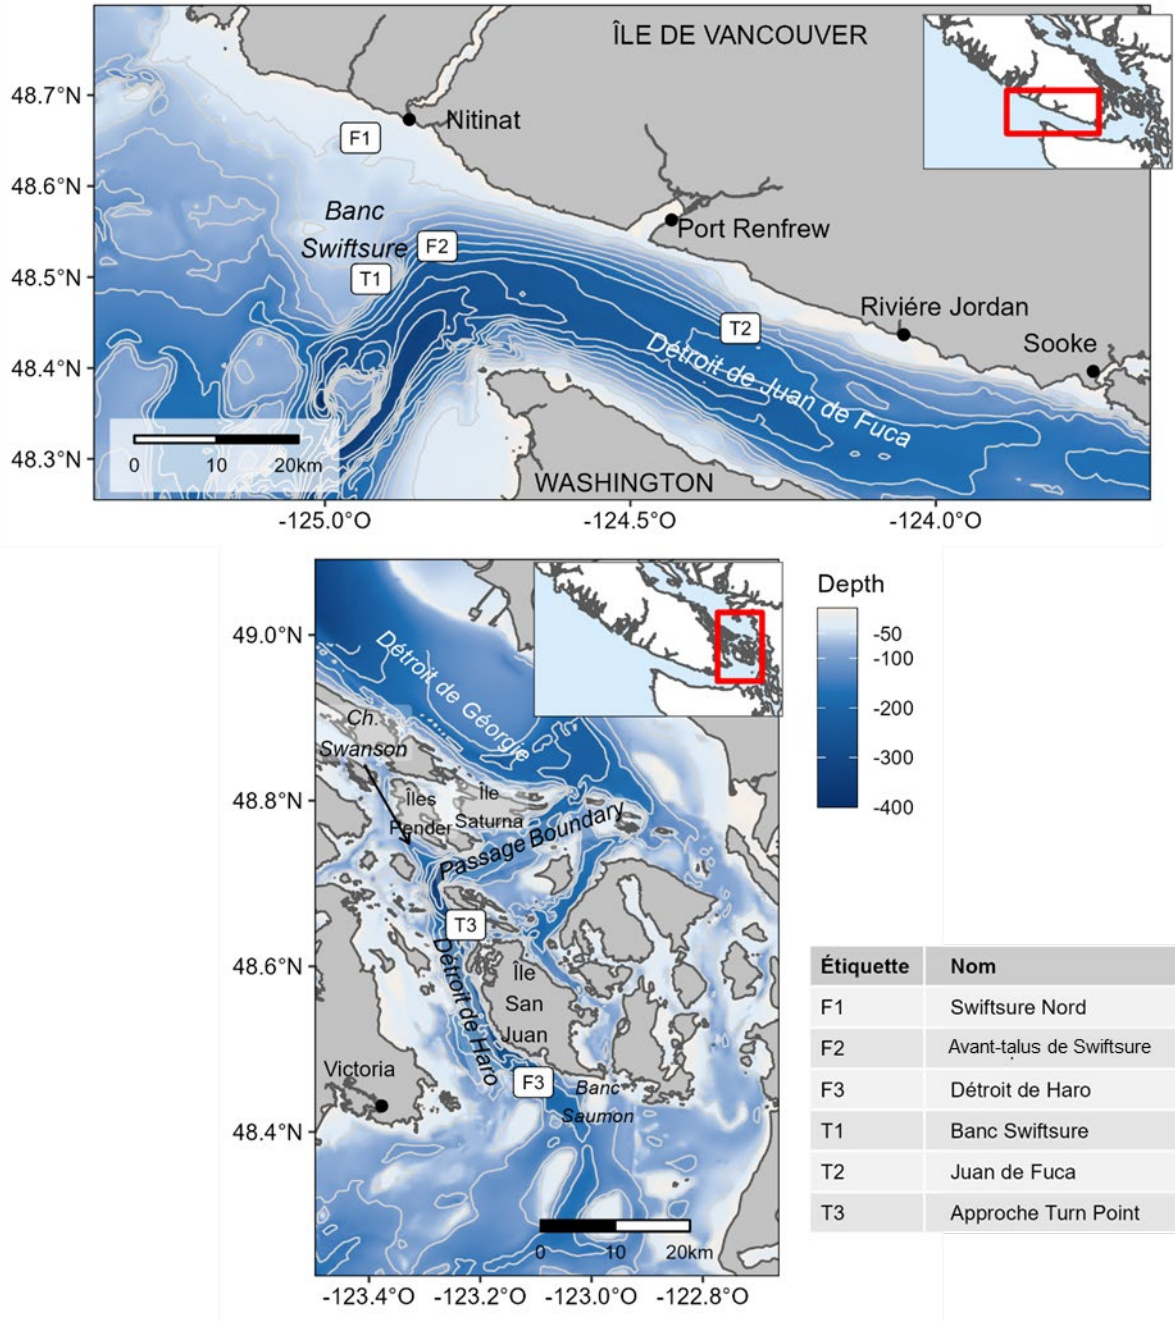 ÎLE DE VANCOUVER
48.7°N
Nitinat
F1
48.6°N
Banc
Swiftsure
Port Renfrew
F2
48.5°N
T1
T2
Riviére Jordan
Sooke
48.4°N
Détroit de Juan de Fuca
0 10 20km
48.3°N
WASHINGTON
-125.0°O -124.5°O -124.0°O
Depth
-50
-100
-200
-300
-400
49.0°N
Détroit de Géorgie
Ch.
Swanson
48.8°N
Îles
Pender
Île
Saturna
Passage Boundary
T3
48.6°N
Détroit de Haro
Île
San
Juan
Victoria
F3
Banc
Saumon
48.4°N
0 10 20km
-123.4°O -123.2°O -123.0°O -122.8°O
Étiquette Nom
F1 Swiftsure Nord
F2 Avant-talus de Swiftsure
F3 Détroit de Haro
T1 Banc Swiftsure
T2 Juan de Fuca
T3 Approche Turn Point